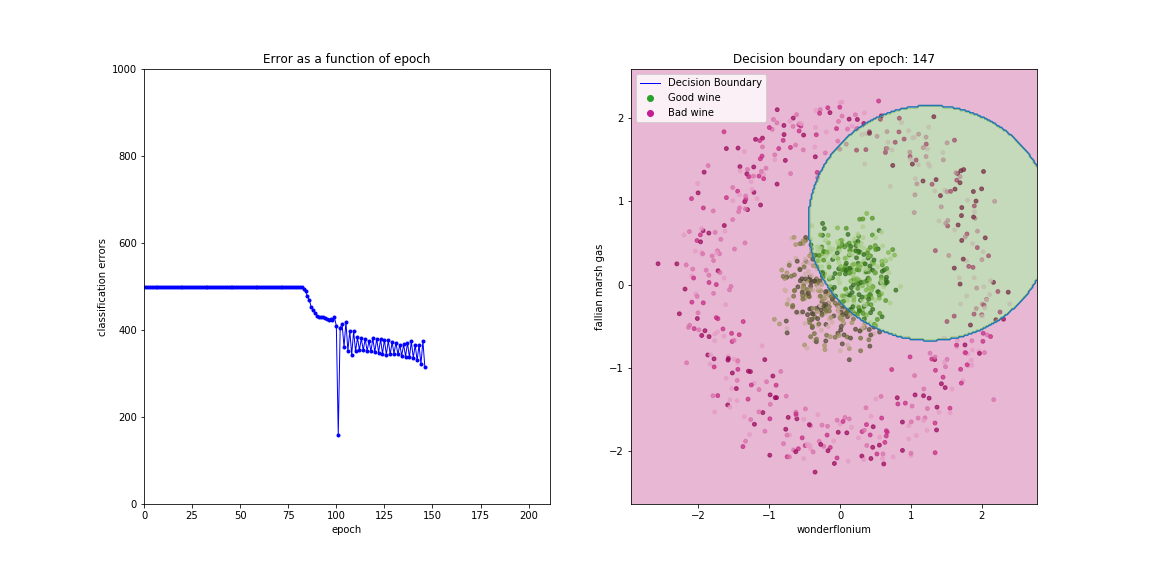 Error as a function of epoch
1000
800
600
400
200
0
classification errors
0 25 50 75 100 125 150 175 200
epoch
Decision boundary on epoch: 147
Decision Boundary
Good wine
Bad wine
2
1
0
−1
−2
fallian marsh gas
−2 −1 0 1 2
wonderflonium